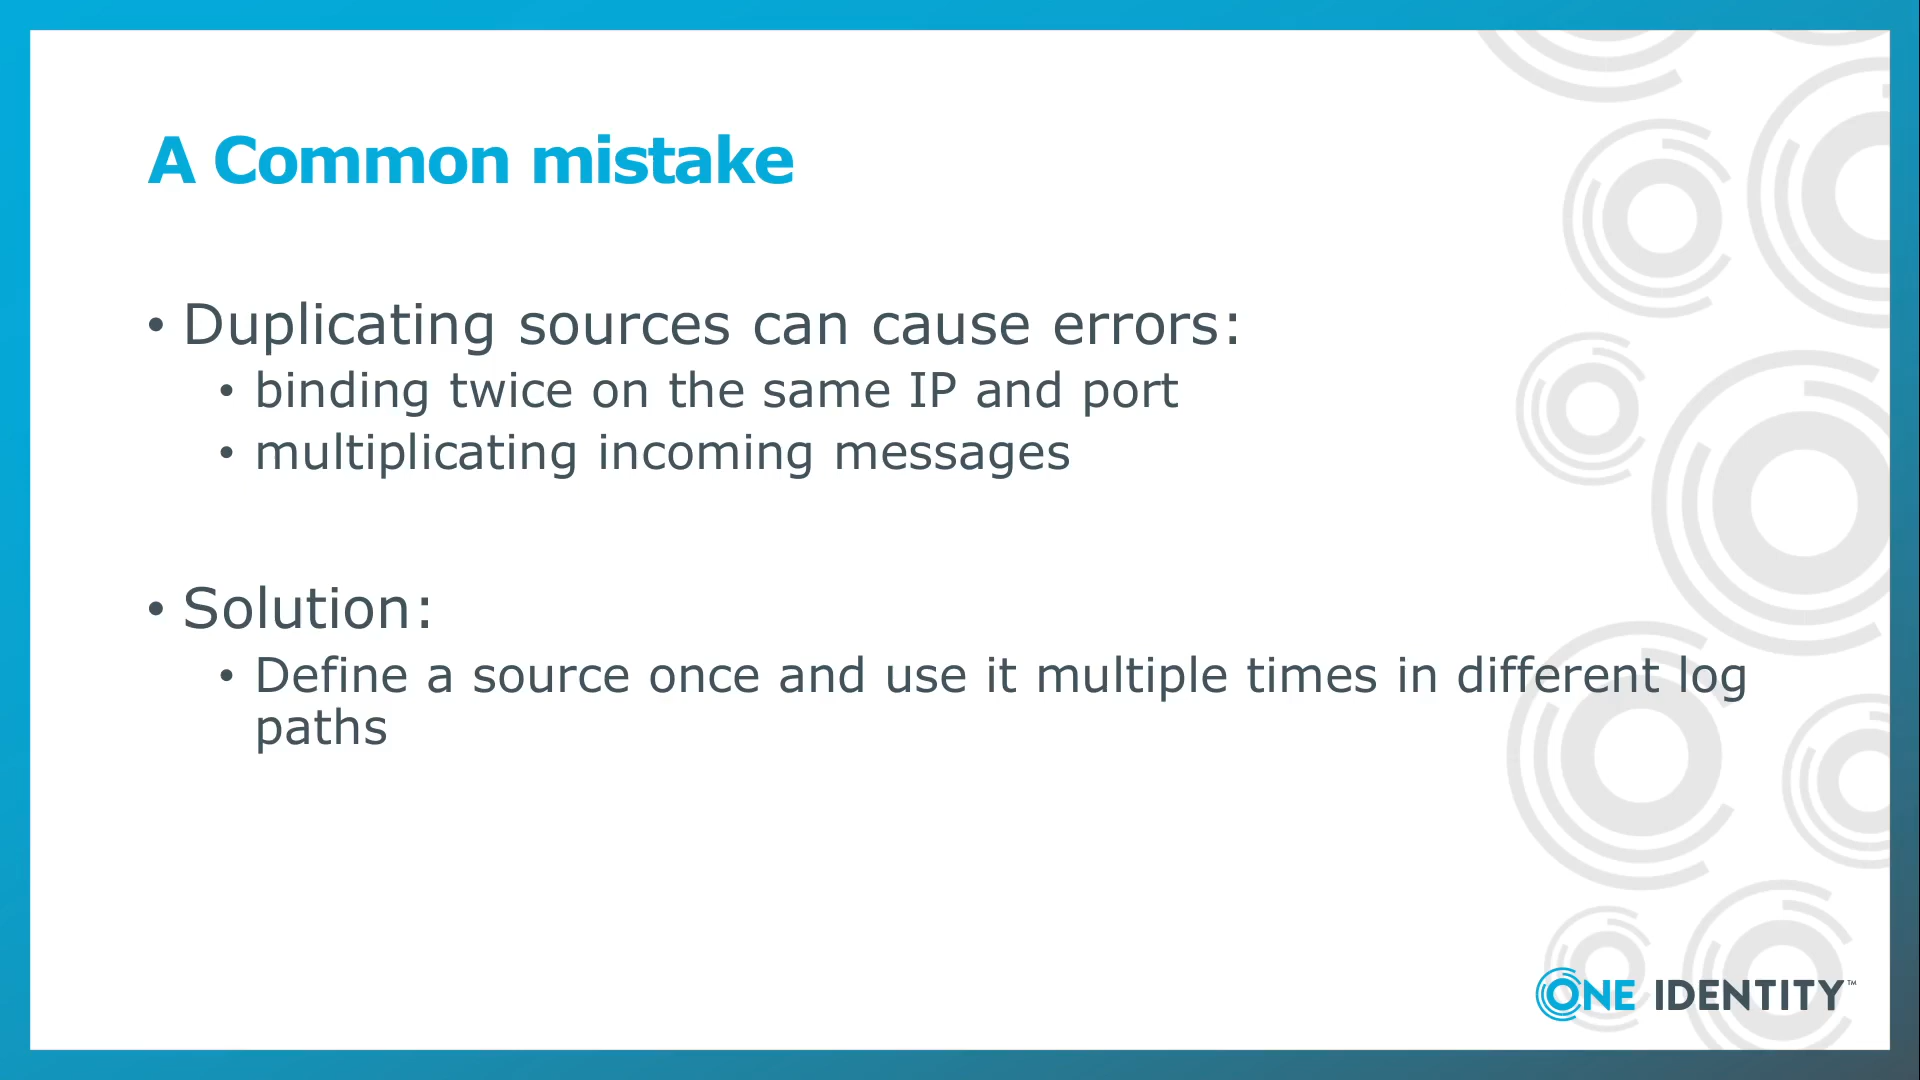 A Common mistake
• Duplicating sources can cause errors:
• binding twice on the same IP and port
• multiplicating incoming messages
• Solution:
• Define a source once and use it multiple times in different log
paths
ONE IDENTITY™